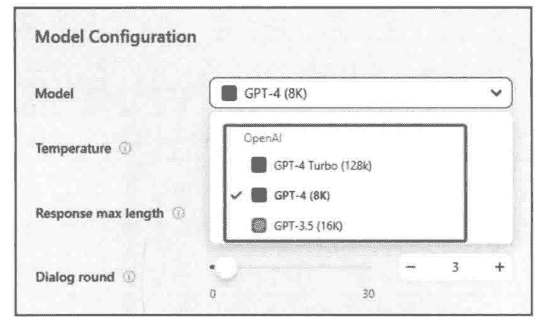 Model Configuration
Model
GPT-4 (8K)
OpenAI
Temperature
GPT-4 Turbo (128k)
GPT-4 (8K)
Response max length
GPT-3.5 (16K)
Dialog round
- 3 +
0 30